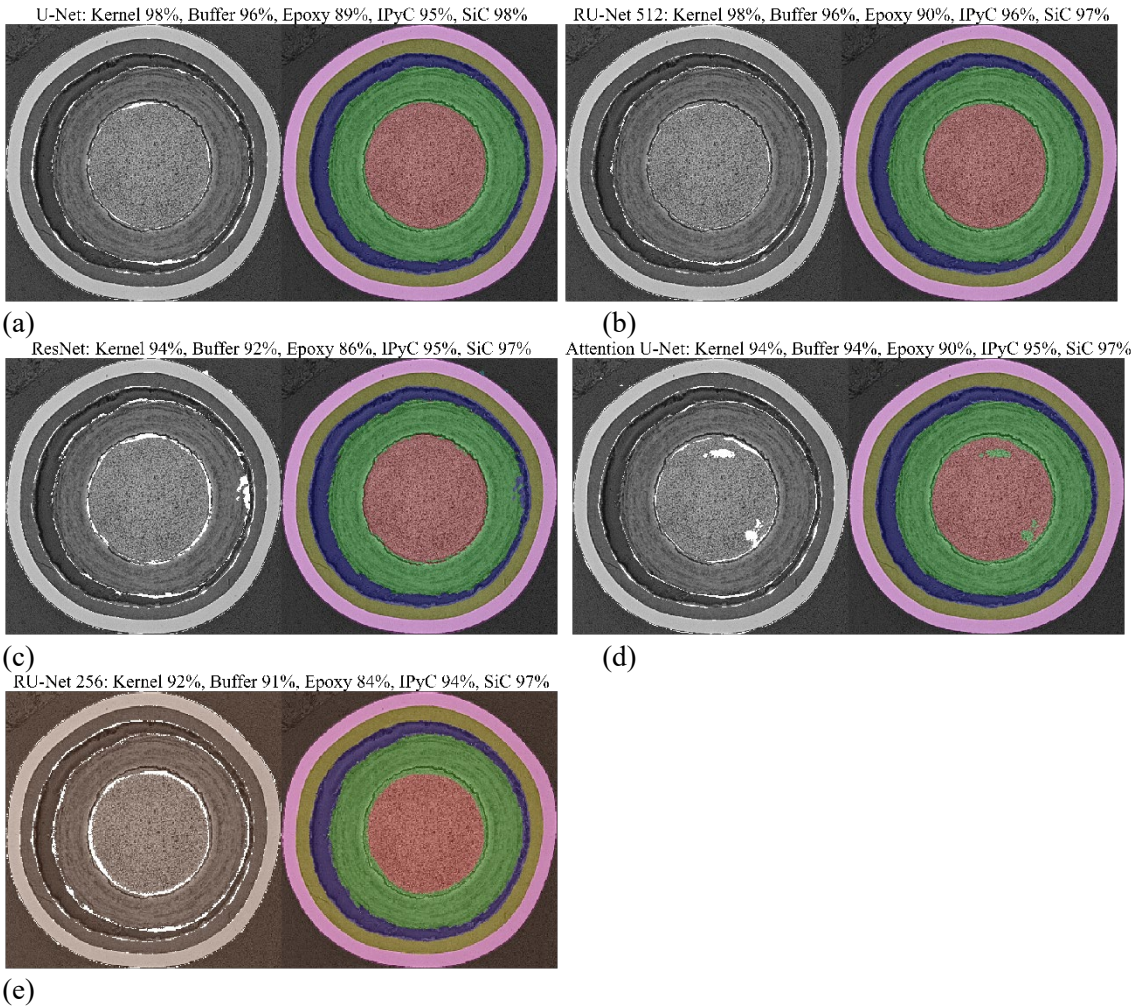 U-Net: Kernel 98%, Buffer 96%, Epoxy 89%, IPyC 95%, SiC 98%
RU-Net 512: Kernel 98%, Buffer 96%, Epoxy 90%, IPyC 96%, SiC 97%
(a)
(b)
ResNet: Kernel 94%, Buffer 92%, Epoxy 86%, IPyC 95%, SiC 97%
Attention U-Net: Kernel 94%, Buffer 94%, Epoxy 90%, IPyC 95%, SiC 97%
(c)
(d)
RU-Net 256: Kernel 92%, Buffer 91%, Epoxy 84%, IPyC 94%, SiC 97%
(e)